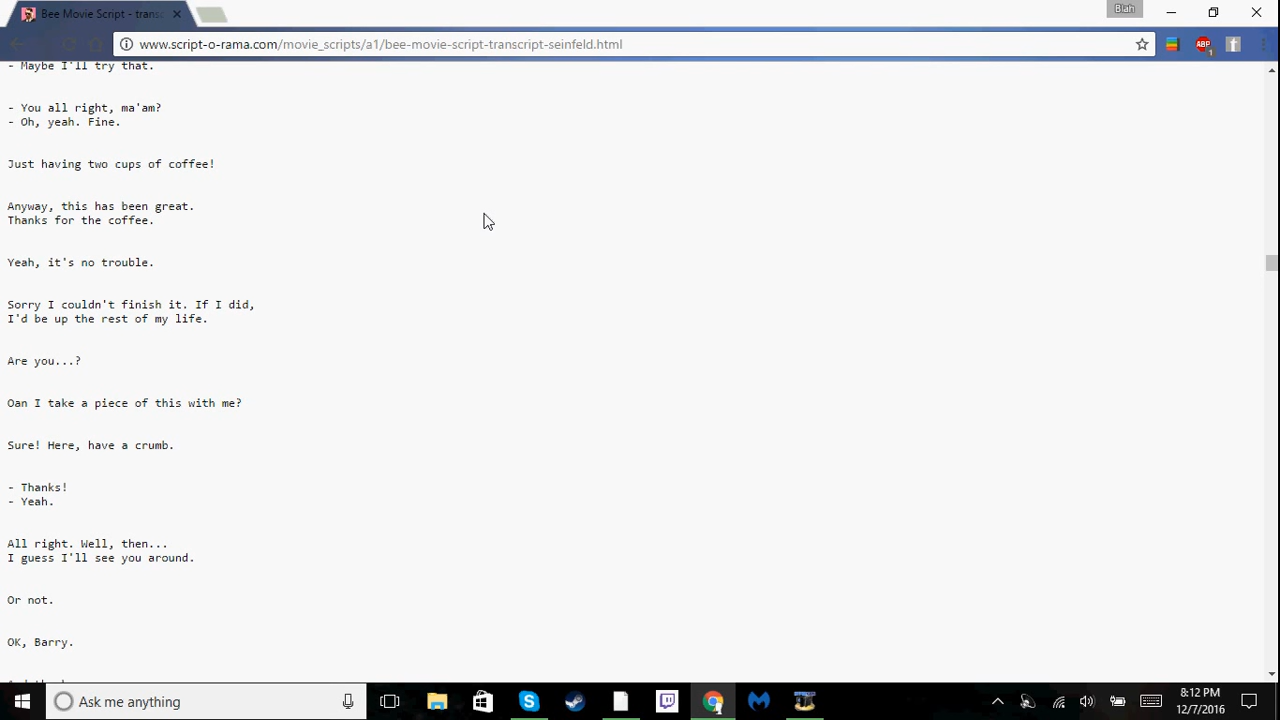 Bee Movie Script - trans
Blah
www.script-o-rama.com/movie_scripts/a1/bee-movie-script-transcript-seinfeld.html
ABP
1
- Maybe I'll try that.
- You all right, ma'am?
- Oh, yeah. Fine.
Just having two cups of coffee!
Anyway, this has been great.
Thanks for the coffee.
Yeah, it's no trouble.
Sorry I couldn't finish it. If I did,
I'd be up the rest of my life.
Are you...?
Oan I take a piece of this with me?
Sure! Here, have a crumb.
- Thanks!
- Yeah.
All right. Well, then...
I guess I'll see you around.
Or not.
OK, Barry.
Ask me anything
8:12 PM
12/7/2016